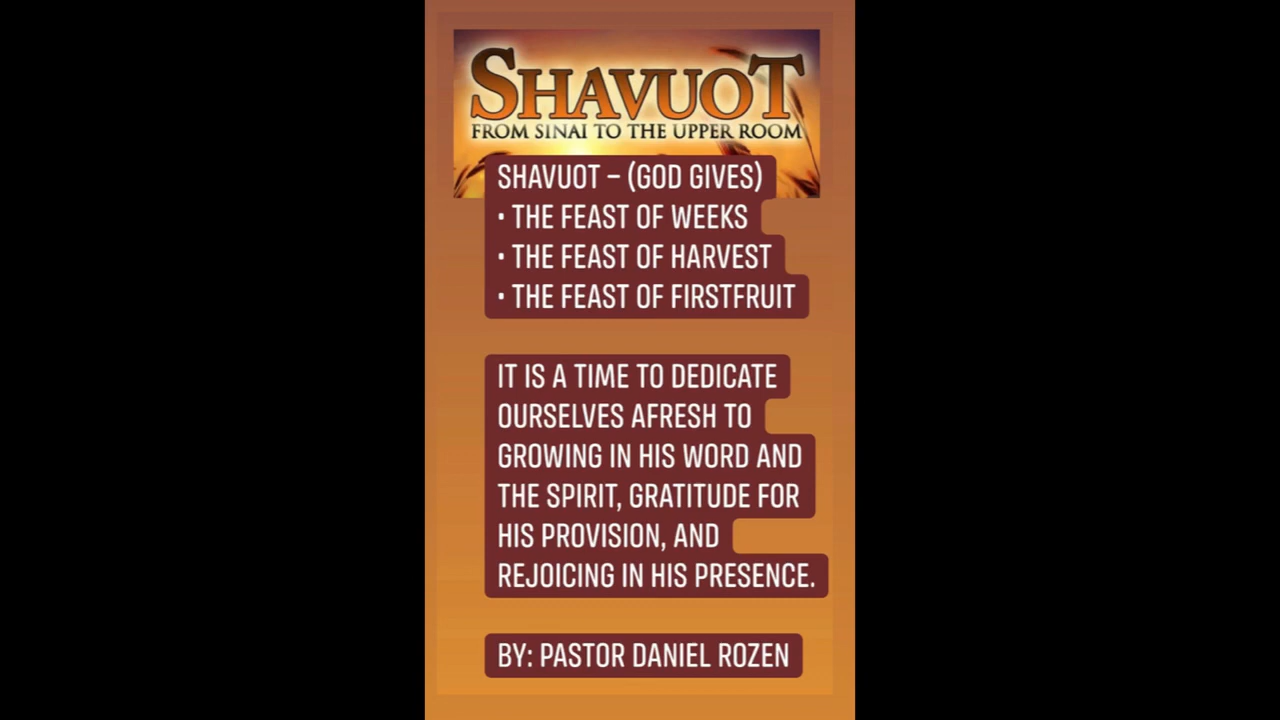 SHAVUOT
FROM SINAI TO THE UPPER ROOM
SHAVUOT – (GOD GIVES)
• THE FEAST OF WEEKS
• THE FEAST OF HARVEST
• THE FEAST OF FIRSTFRUIT
IT IS A TIME TO DEDICATE
OURSELVES AFRESH TO
GROWING IN HIS WORD AND
THE SPIRIT, GRATITUDE FOR
HIS PROVISION, AND
REJOICING IN HIS PRESENCE.
BY: PASTOR DANIEL ROZEN